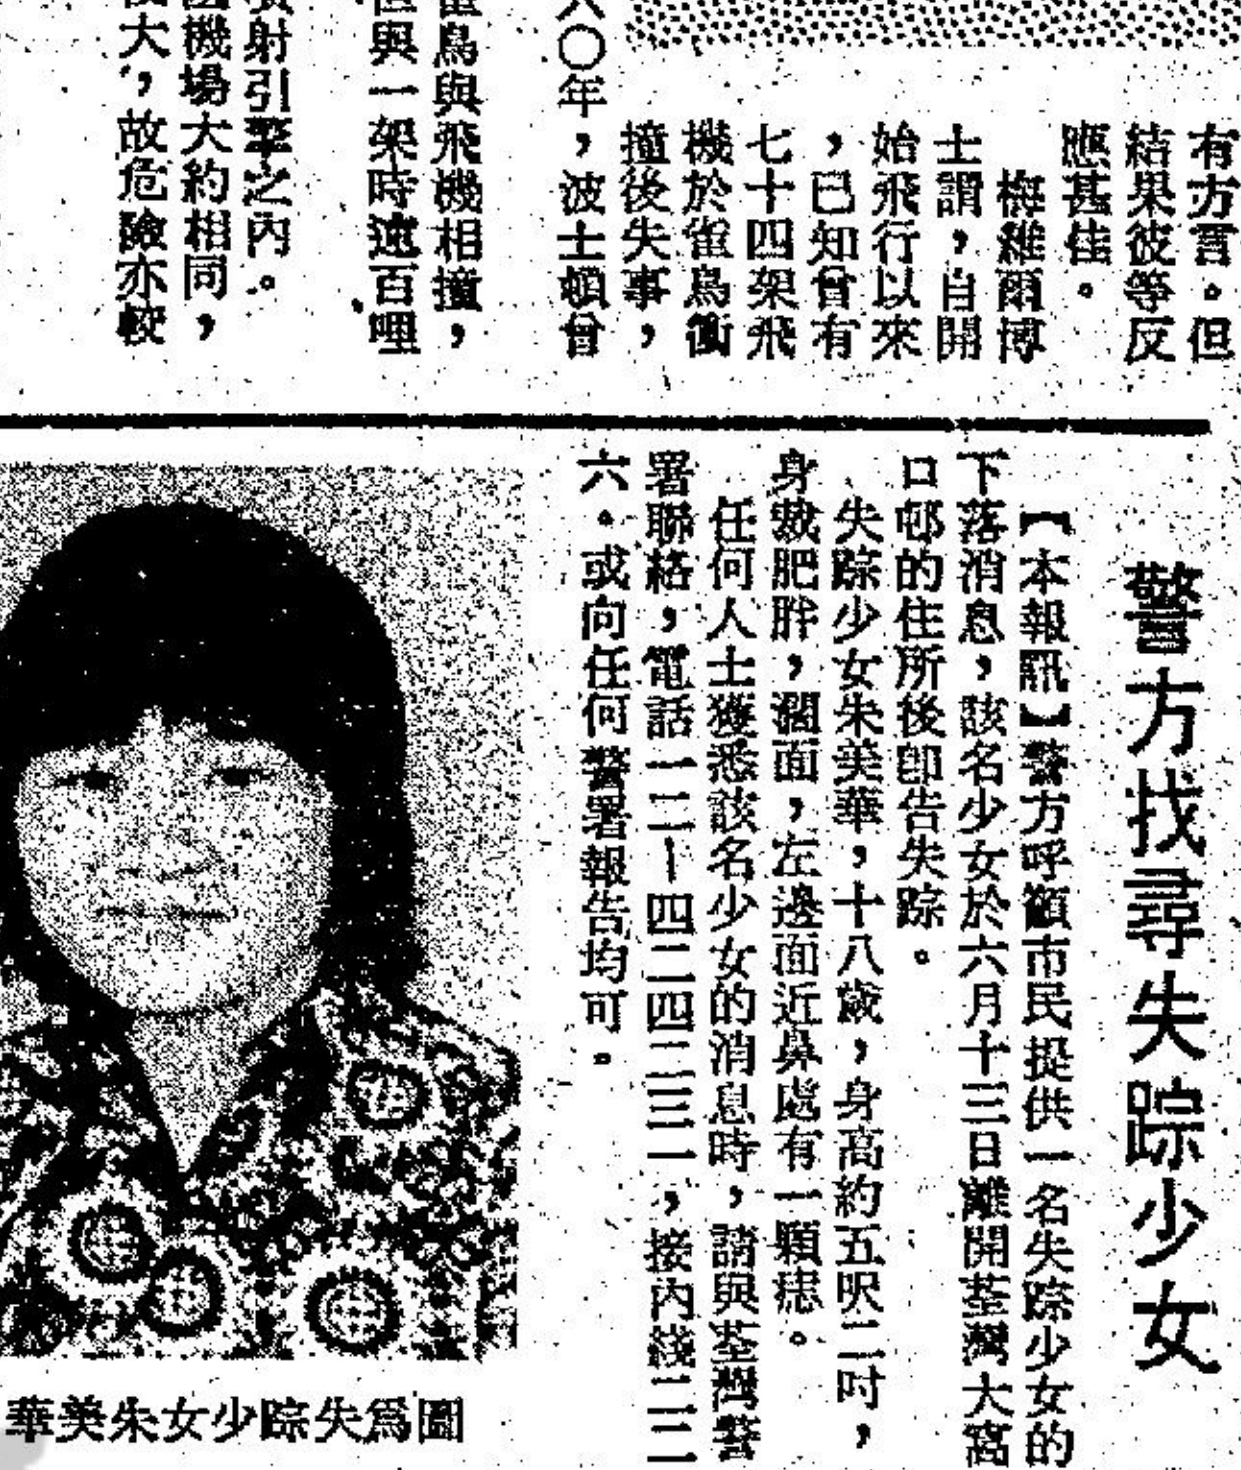 有方言。但
結果彼等反
應甚佳。
梅維爾博
士謂,自開
始飛行以來
,已知曾有
七十四架飛
機於雀鳥衝
撞後失事,
六〇年,波士頓曾
雀鳥與飛機相撞,
但與一架時速百哩
噴射引擎之內。
機場大約相同,
大,故危險亦較
警方找尋失踪少女
【本報訊】警方呼籲市民提供一名失踪少女的
下落消息,該名少女於六月十三日離開荃灣大窩
口邨的住所後卽告失踪。
失踪少女朱美華,十八歲,身高約五呎二吋,
身裁肥胖,濶面,左邊面近鼻處有一顆痣。
任何人士獲悉該名少女的消息時,請與荃灣警
署聯絡,電話一二—四二四二三一,接內綫二二
六。或向任何警署報告均可。
圖爲失踪少女朱美華